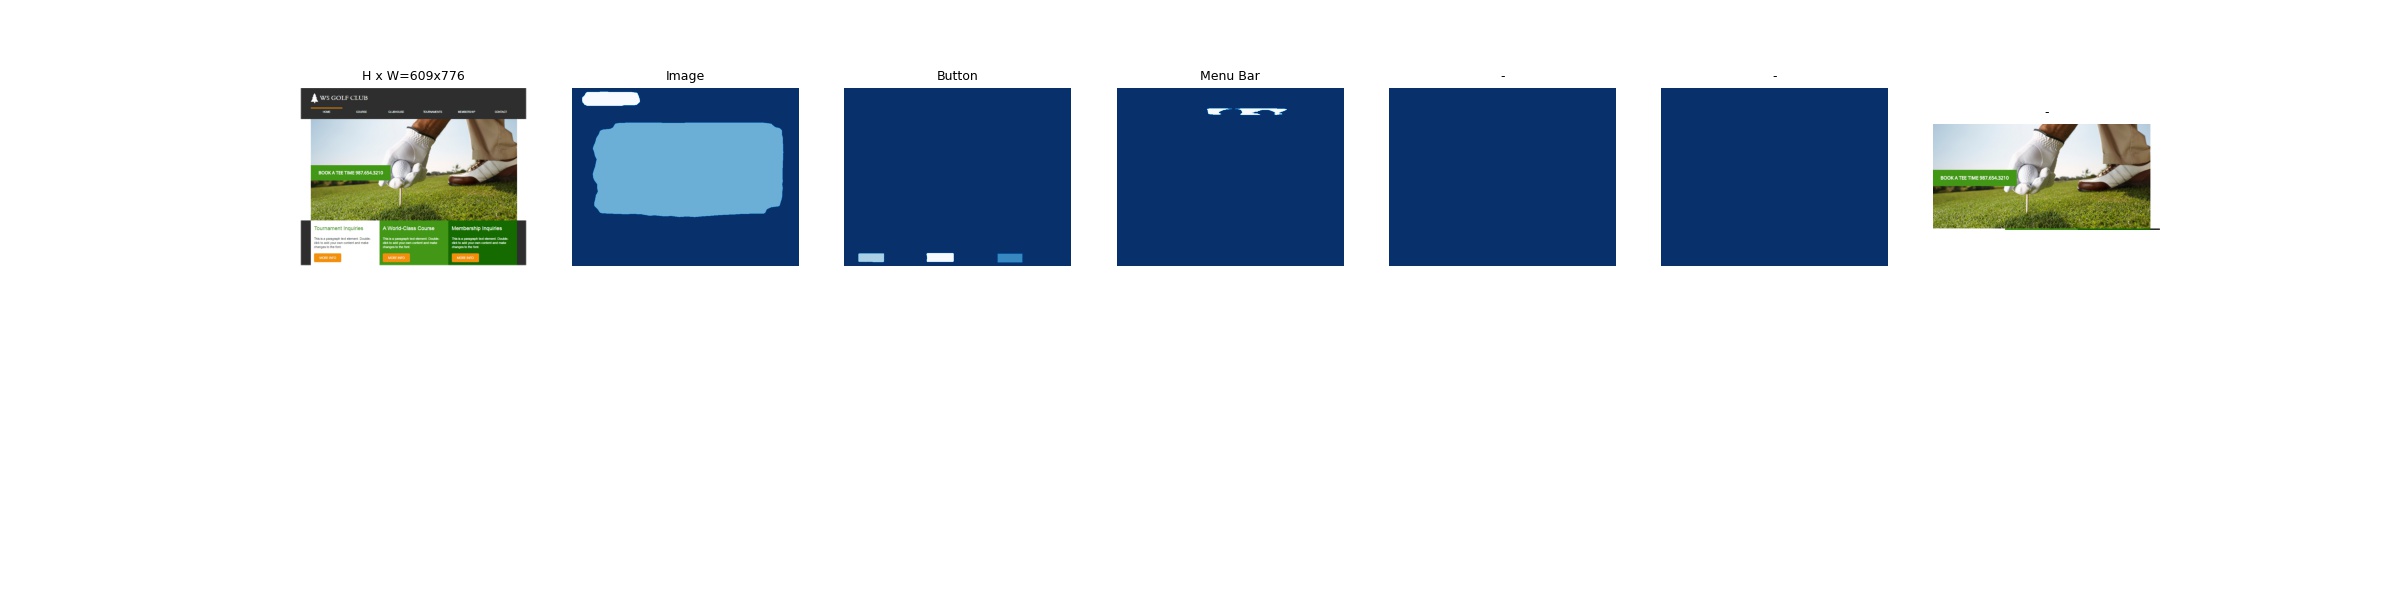 H x W=609x776
Image
Button
Menu Bar
-
-
-
WS GOLF CLUB
HOME COURSE CLUBHOUSE TOURNAMENTS MEMBERSHIP CONTACT
BOOK A TEE TIME 987.654.3210
Tournament Inquiries
This is a paragraph text element. Double
click to add your own content and make
changes to the font.
MORE INFO
A World-Class Course
This is a paragraph text element. Double
click to add your own content and make
changes to the font.
MORE INFO
Membership Inquiries
This is a paragraph text element. Double
click to add your own content and make
changes to the font.
MORE INFO
BOOK A TEE TIME 987.654.3210